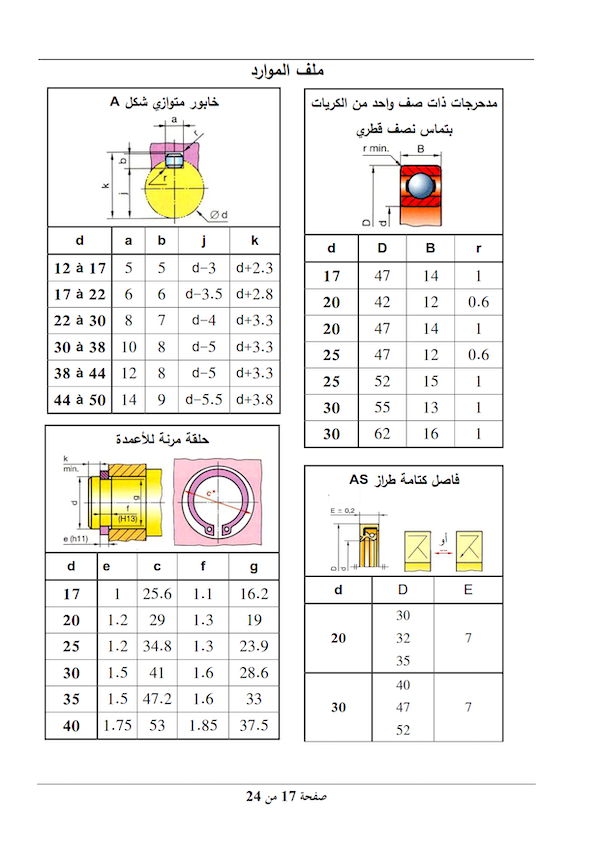 ملف الموارد
مدحرجات ذات صف واحد من الكريات
بتماس نصف قطري
r min.
B
D
d
d D B r
17 47 14 1
20 42 12 0.6
20 47 14 1
25 47 12 0.6
25 52 15 1
30 55 13 1
30 62 16 1
خابور متوازي شكل A
a
r
b
k
j
r
Ø d
d a b j k
12 à 17 5 5 d−3 d+2.3
17 à 22 6 6 d−3.5 d+2.8
22 à 30 8 7 d−4 d+3.3
30 à 38 10 8 d−5 d+3.3
38 à 44 12 8 d−5 d+3.3
44 à 50 14 9 d−5.5 d+3.8
فاصل كتامة طراز AS
E ± 0,2
D
d
أو
d D E
30
20 32 7
35
40
30 47 7
52
حلقة مرنة للأعمدة
k
min.
d
g
c*
f
(H13)
e (h11)
d e c f g
17 1 25.6 1.1 16.2
20 1.2 29 1.3 19
25 1.2 34.8 1.3 23.9
30 1.5 41 1.6 28.6
35 1.5 47.2 1.6 33
40 1.75 53 1.85 37.5
صفحة 17 من 24